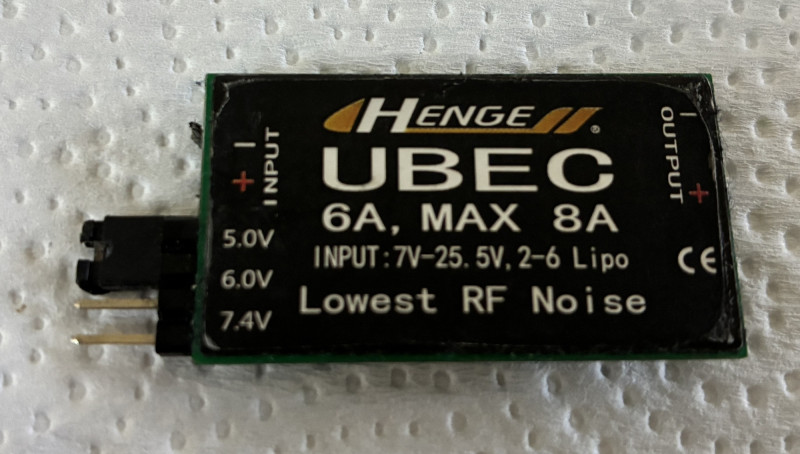 HENGE®
UBEC
6A, MAX 8A
INPUT:7V-25.5V,2-6 Lipo
Lowest RF Noise
- +
INPUT
5.0V
6.0V
7.4V
- +
OUTPUT
CE